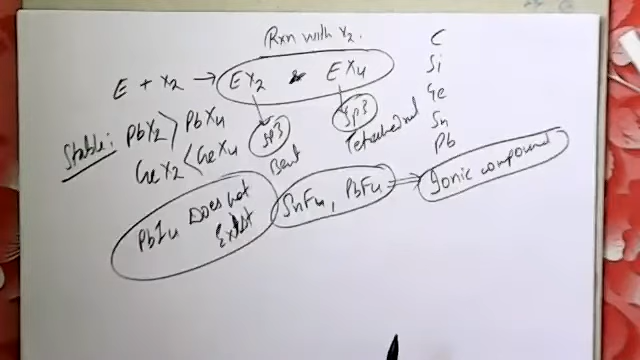 Rxn with X2.
E + X2 → EX2 & EX4
sp3 sp3
Bent Tetrahedral
Stable: PbX2 > PbX4
GeX2 < GeX4
PbI4 Does not Exist
SnF4, PbF4 ⇒ Ionic compound
C
Si
Ge
Sn
Pb